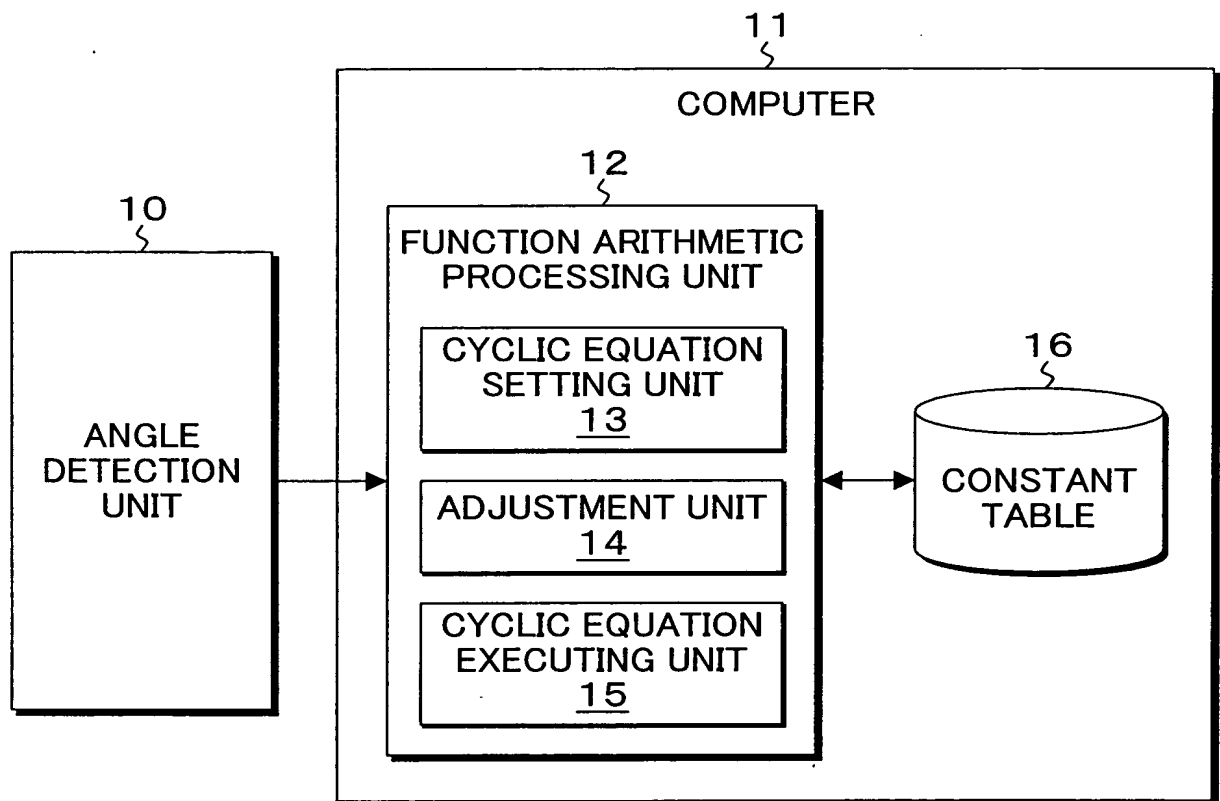 11
COMPUTER
12
10
FUNCTION ARITHMETIC
PROCESSING UNIT
CYCLIC EQUATION
SETTING UNIT
13
16
ANGLE
DETECTION
UNIT
ADJUSTMENT UNIT
14
CONSTANT
TABLE
CYCLIC EQUATION
EXECUTING UNIT
15